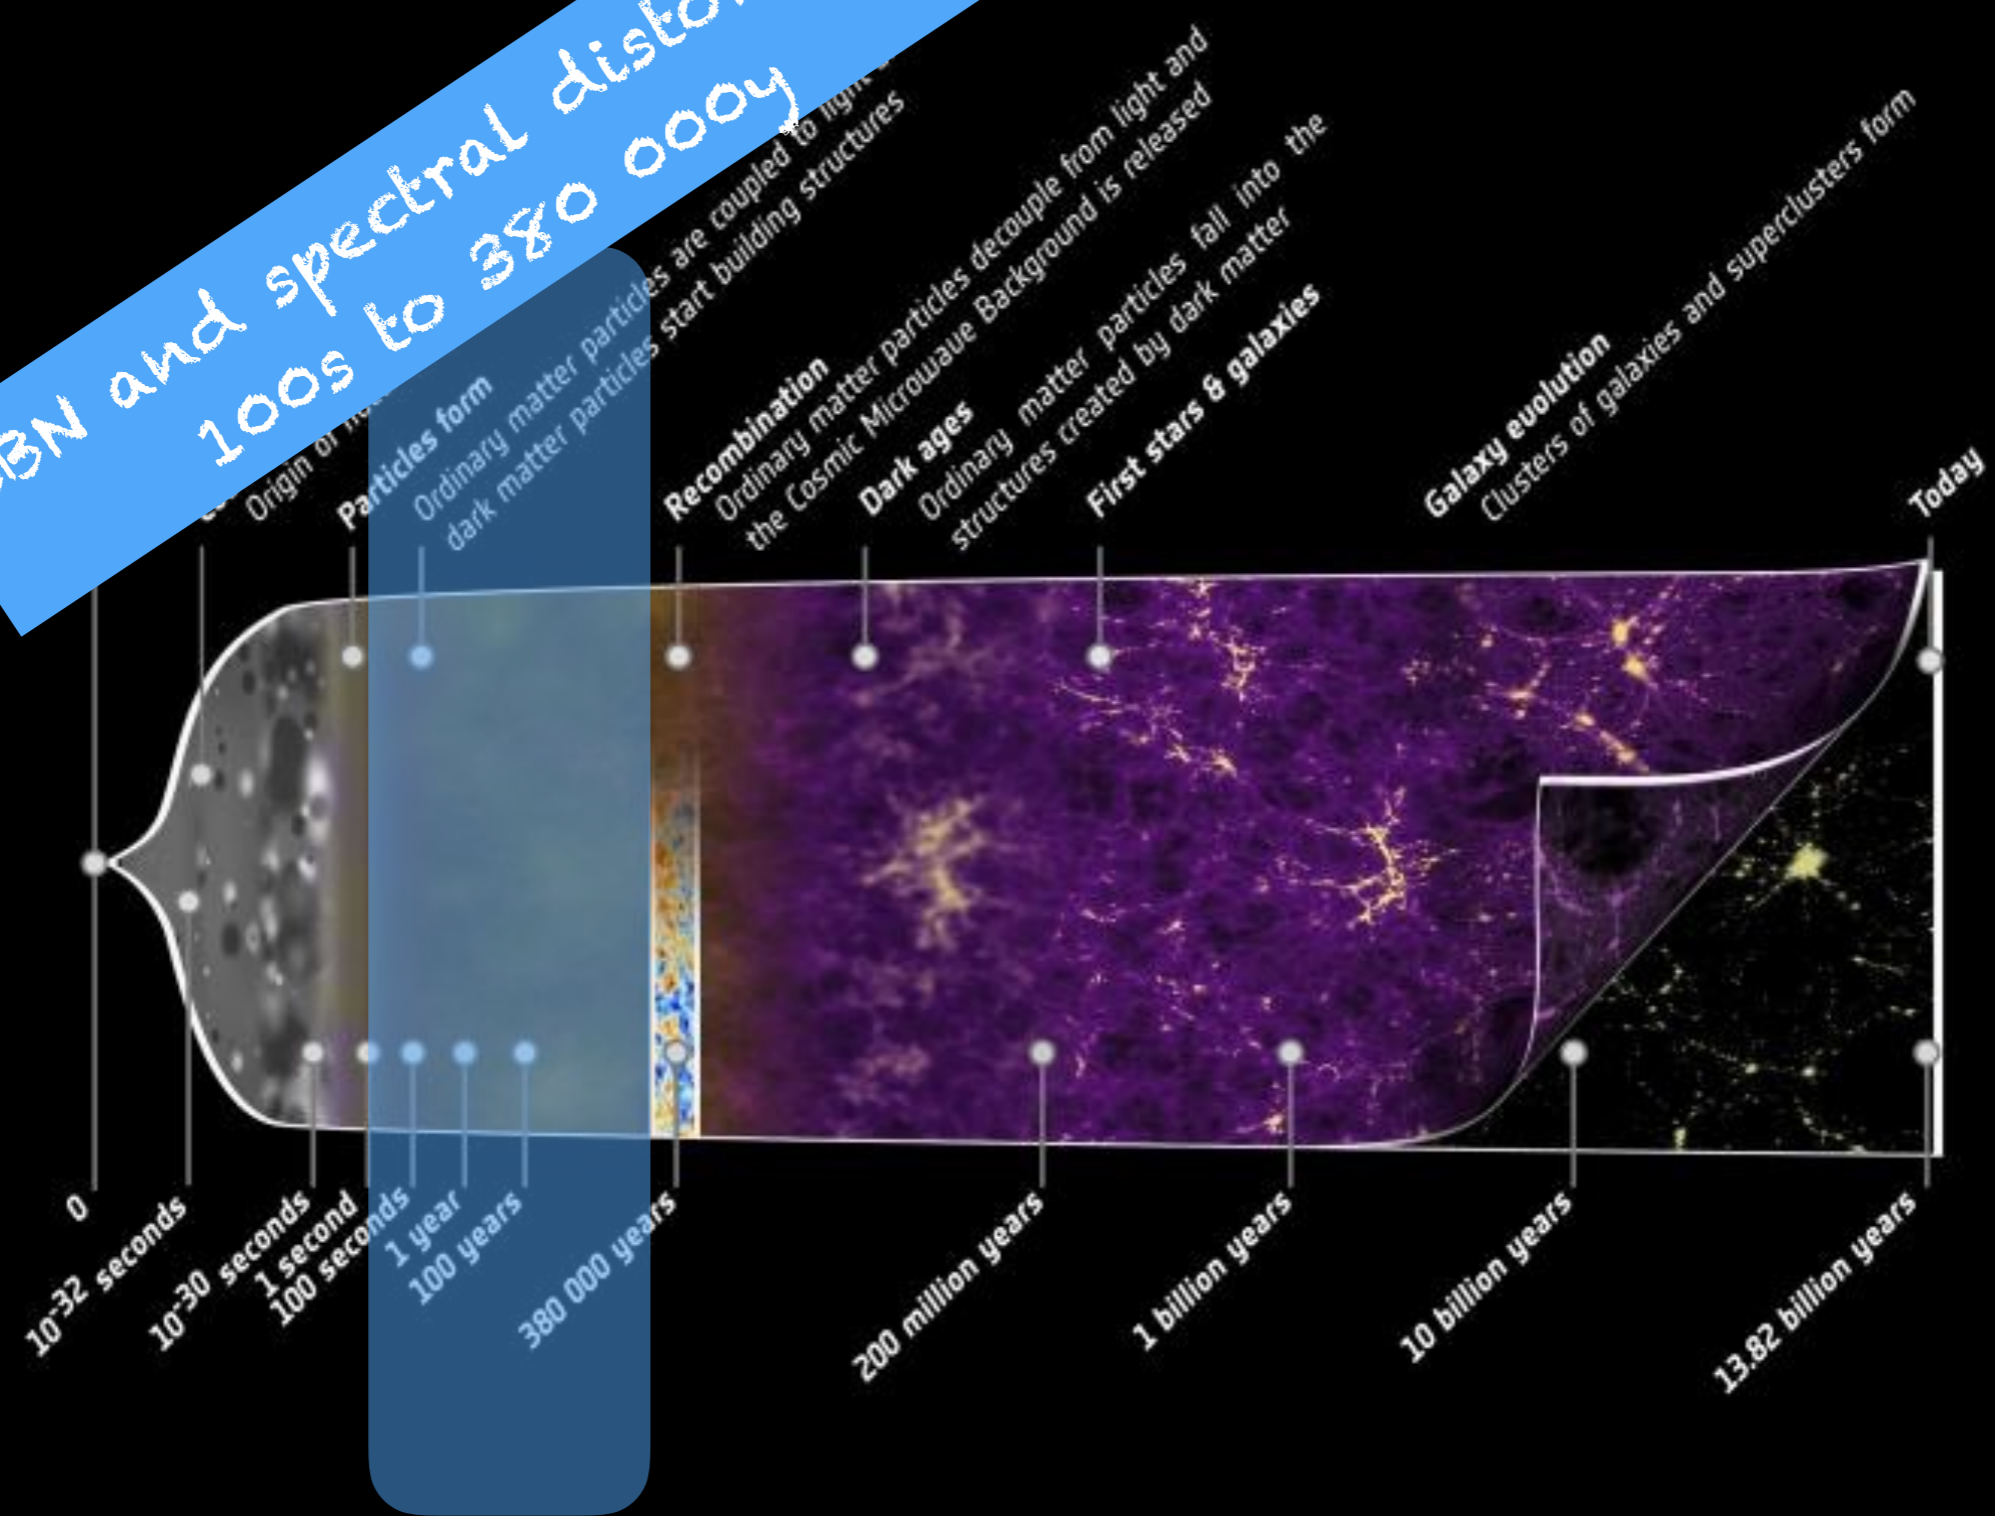 BN and spectral
100s to 380 000y
Origin of
Particles form
Ordinary matter particles are coupled to light
dark matter particles start building structures
Recombination
Ordinary matter particles decouple from light and
the Cosmic Microwave Background is released
Dark ages
Ordinary matter particles fall into the
structures created by dark matter
First stars & galaxies
Galaxy evolution
Clusters of galaxies and superclusters form
Today
0
10-32 seconds
10-30 seconds
1 second
100 seconds
1 year
100 years
380 000 years
200 million years
1 billion years
10 billion years
13.82 billion years